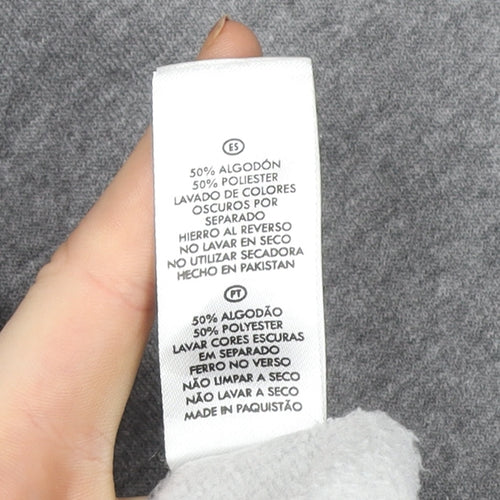 ES
50% ALGODÓN
50% POLIESTER
LAVADO DE COLORES
OSCUROS POR
SEPARADO
HIERRO AL REVERSO
NO LAVAR EN SECO
NO UTILIZAR SECADORA
HECHO EN PAKISTAN
PT
50% ALGODÃO
50% POLYESTER
LAVAR CORES ESCURAS
EM SEPARADO
FERRO NO VERSO
NÃO LIMPAR A SECO
NÃO LAVAR A SECO
MADE IN PAQUISTÃO